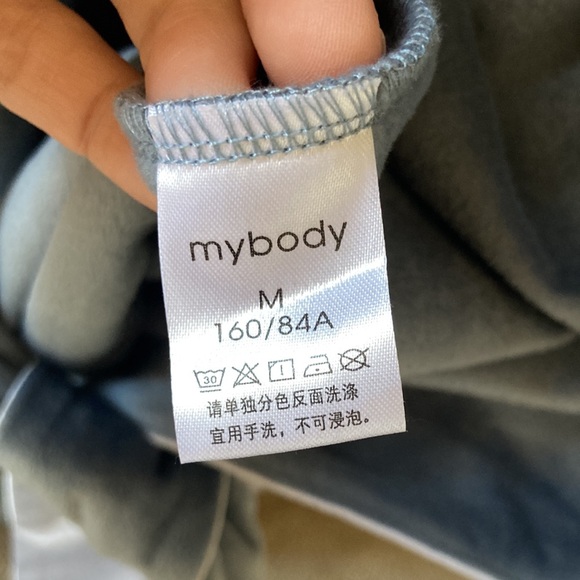 mybody
M
160/84A
30
请单独分色反面洗涤
宜用手洗，不可浸泡。